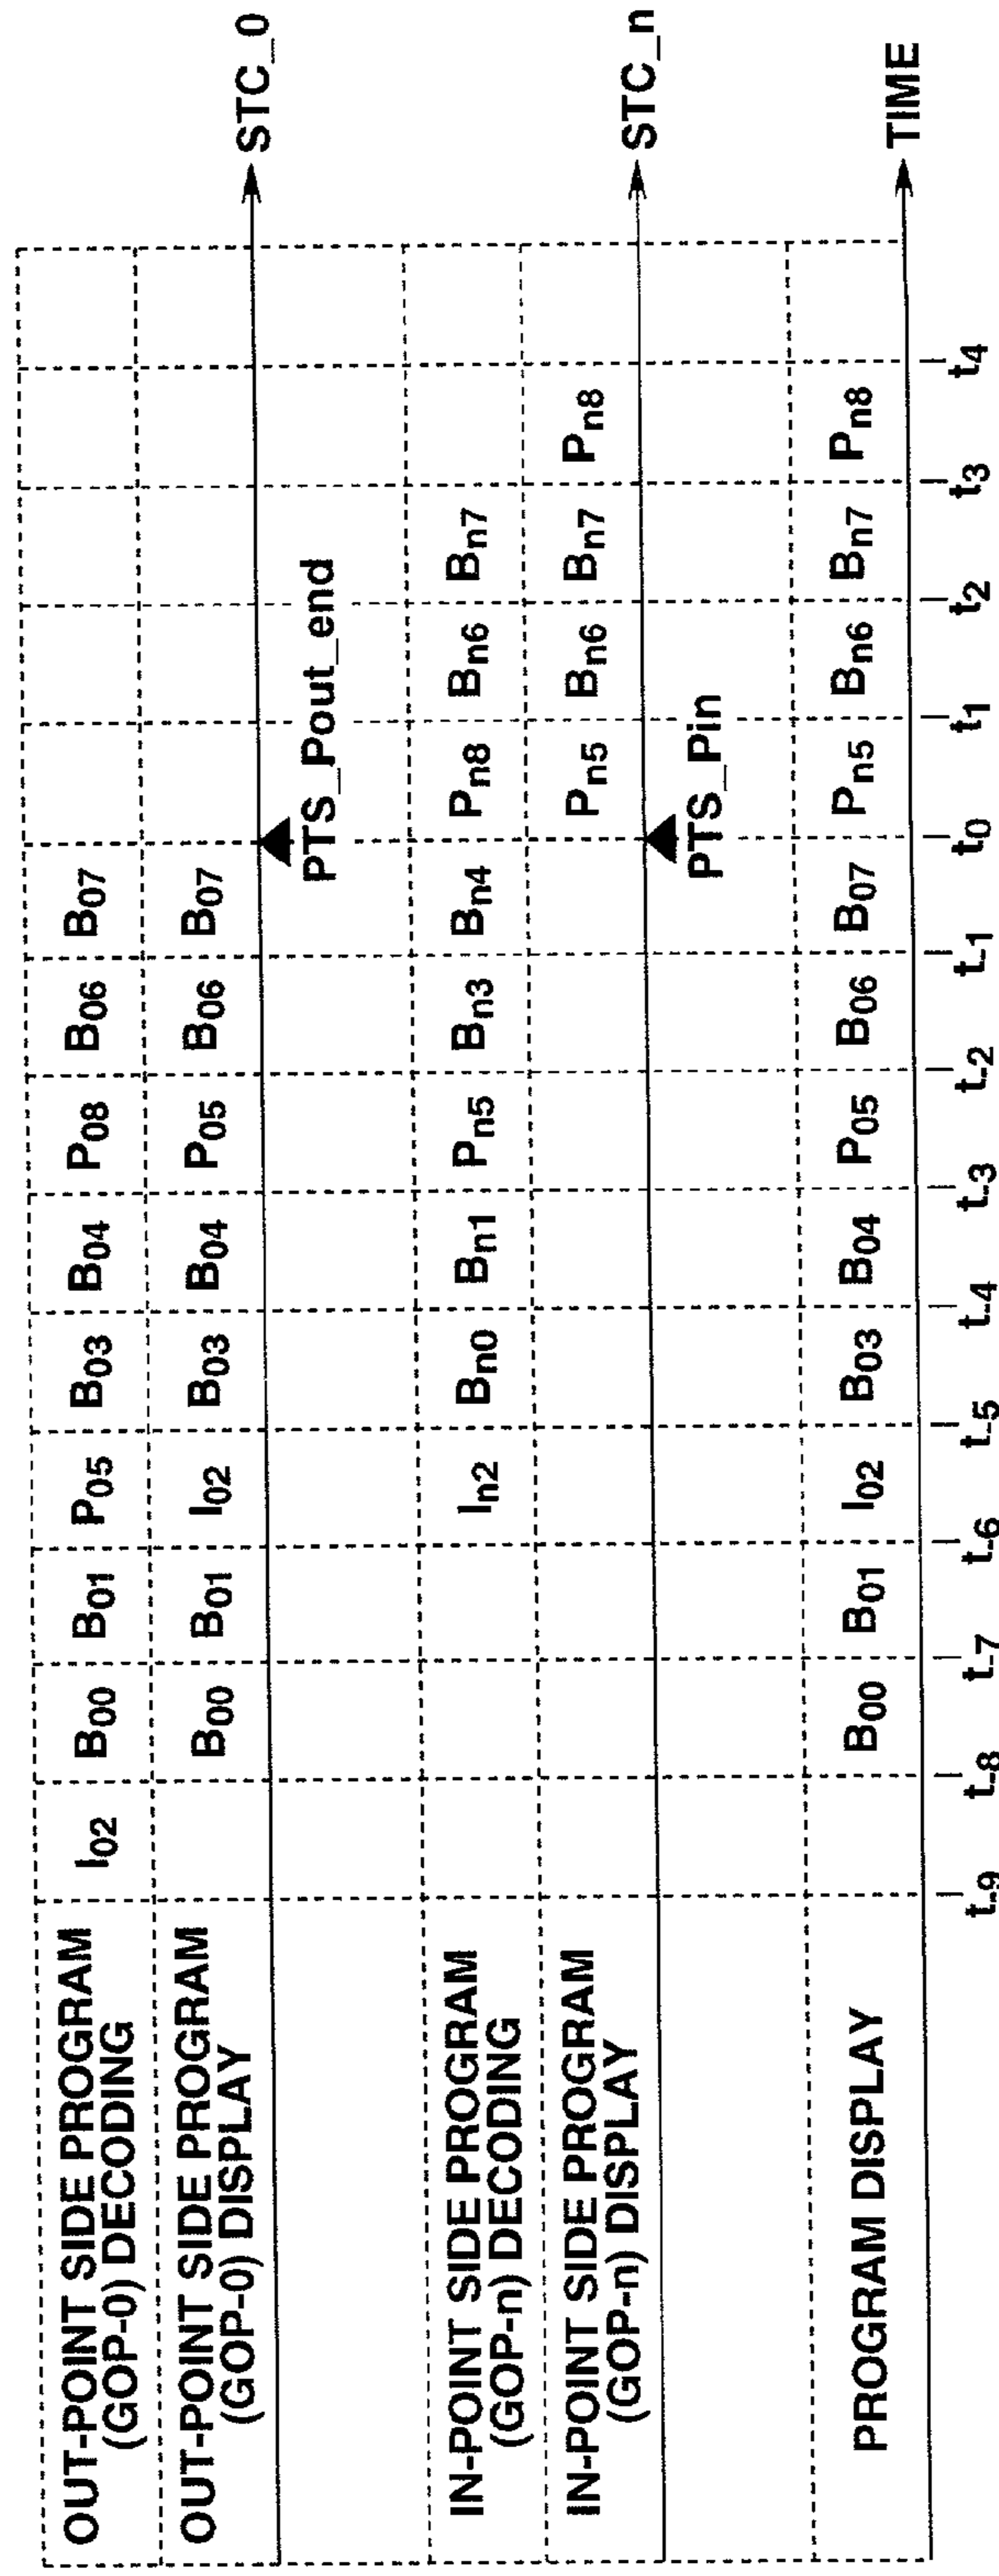 OUT-POINT SIDE PROGRAM
(GOP-0) DECODING
I02 B00 B01 P05 B03 B04 P08 B06 B07
OUT-POINT SIDE PROGRAM
(GOP-0) DISPLAY
B00 B01 I02 B03 B04 P05 B06 B07
STC_0
PTS_Pout_end
IN-POINT SIDE PROGRAM
(GOP-n) DECODING
In2 Bn0 Bn1 Pn5 Bn3 Bn4 Pn8 Bn6 Bn7
IN-POINT SIDE PROGRAM
(GOP-n) DISPLAY
Pn5 Bn6 Bn7 Pn8
STC_n
PTS_Pin
PROGRAM DISPLAY
B00 B01 I02 B03 B04 P05 B06 B07 Pn5 Bn6 Bn7 Pn8
TIME
t-9 t-8 t-7 t-6 t-5 t-4 t-3 t-2 t-1 t0 t1 t2 t3 t4